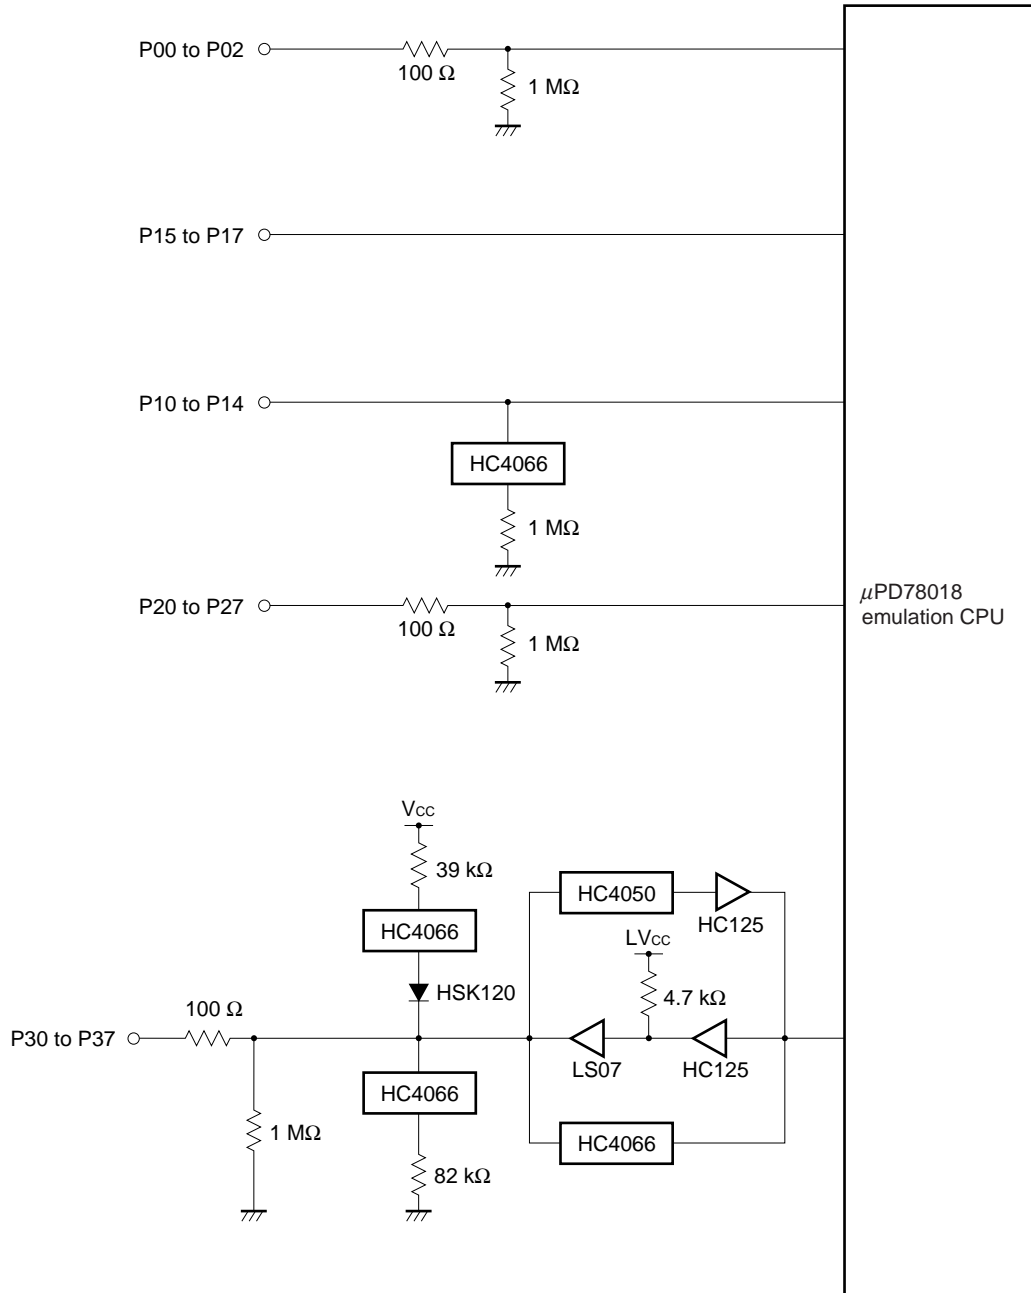 P00 to P02
100 Ω
1 MΩ
P15 to P17
P10 to P14
HC4066
1 MΩ
P20 to P27
100 Ω
1 MΩ
µPD78018
emulation CPU
VCC
39 kΩ
HC4066
HSK120
HC4050
HC125
LVCC
4.7 kΩ
P30 to P37
100 Ω
LS07
HC125
HC4066
1 MΩ
82 kΩ
HC4066